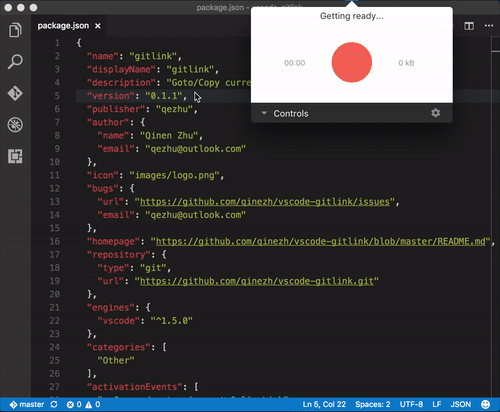 package.json - vscode-gitlink
Getting ready...
00:00
0 kB
Controls
package.json
1 {
2 "name": "gitlink",
3 "displayName": "gitlink",
4 "description": "Goto/Copy curre
5 "version": "0.1.1",
6 "publisher": "qezhu",
7 "author": {
8 "name": "Qinen Zhu",
9 "email": "qezhu@outlook.com"
10 },
11 "icon": "images/logo.png",
12 "bugs": {
13 "url": "https://github.com/qinezh/vscode-gitlink/issues",
14 "email": "qezhu@outlook.com"
15 },
16 "homepage": "https://github.com/qinezh/vscode-gitlink/blob/master/README.md",
17 "repository": {
18 "type": "git",
19 "url": "https://github.com/qinezh/vscode-gitlink.git"
20 },
21 "engines": {
22 "vscode": "^1.5.0"
23 },
24 "categories": [
25 "Other"
26 ],
27 "activationEvents": [
master
0
0
Ln 5, Col 22
Spaces: 2
UTF-8
LF
JSON